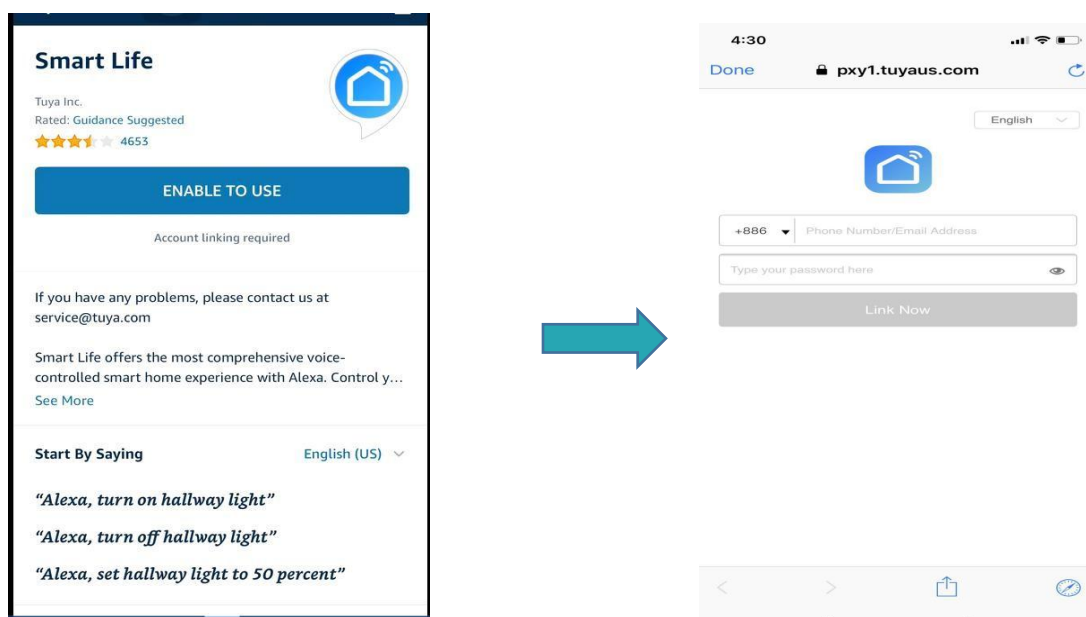 Smart Life
Tuya Inc.
Rated: Guidance Suggested
4653
ENABLE TO USE
Account linking required
If you have any problems, please contact us at
service@tuya.com
Smart Life offers the most comprehensive voice-
controlled smart home experience with Alexa. Control y...
See More
Start By Saying English (US)
“Alexa, turn on hallway light”
“Alexa, turn off hallway light”
“Alexa, set hallway light to 50 percent”
4:30
Done pxy1.tuyaus.com
English
+886 Phone Number/Email Address
Type your password here
Link Now